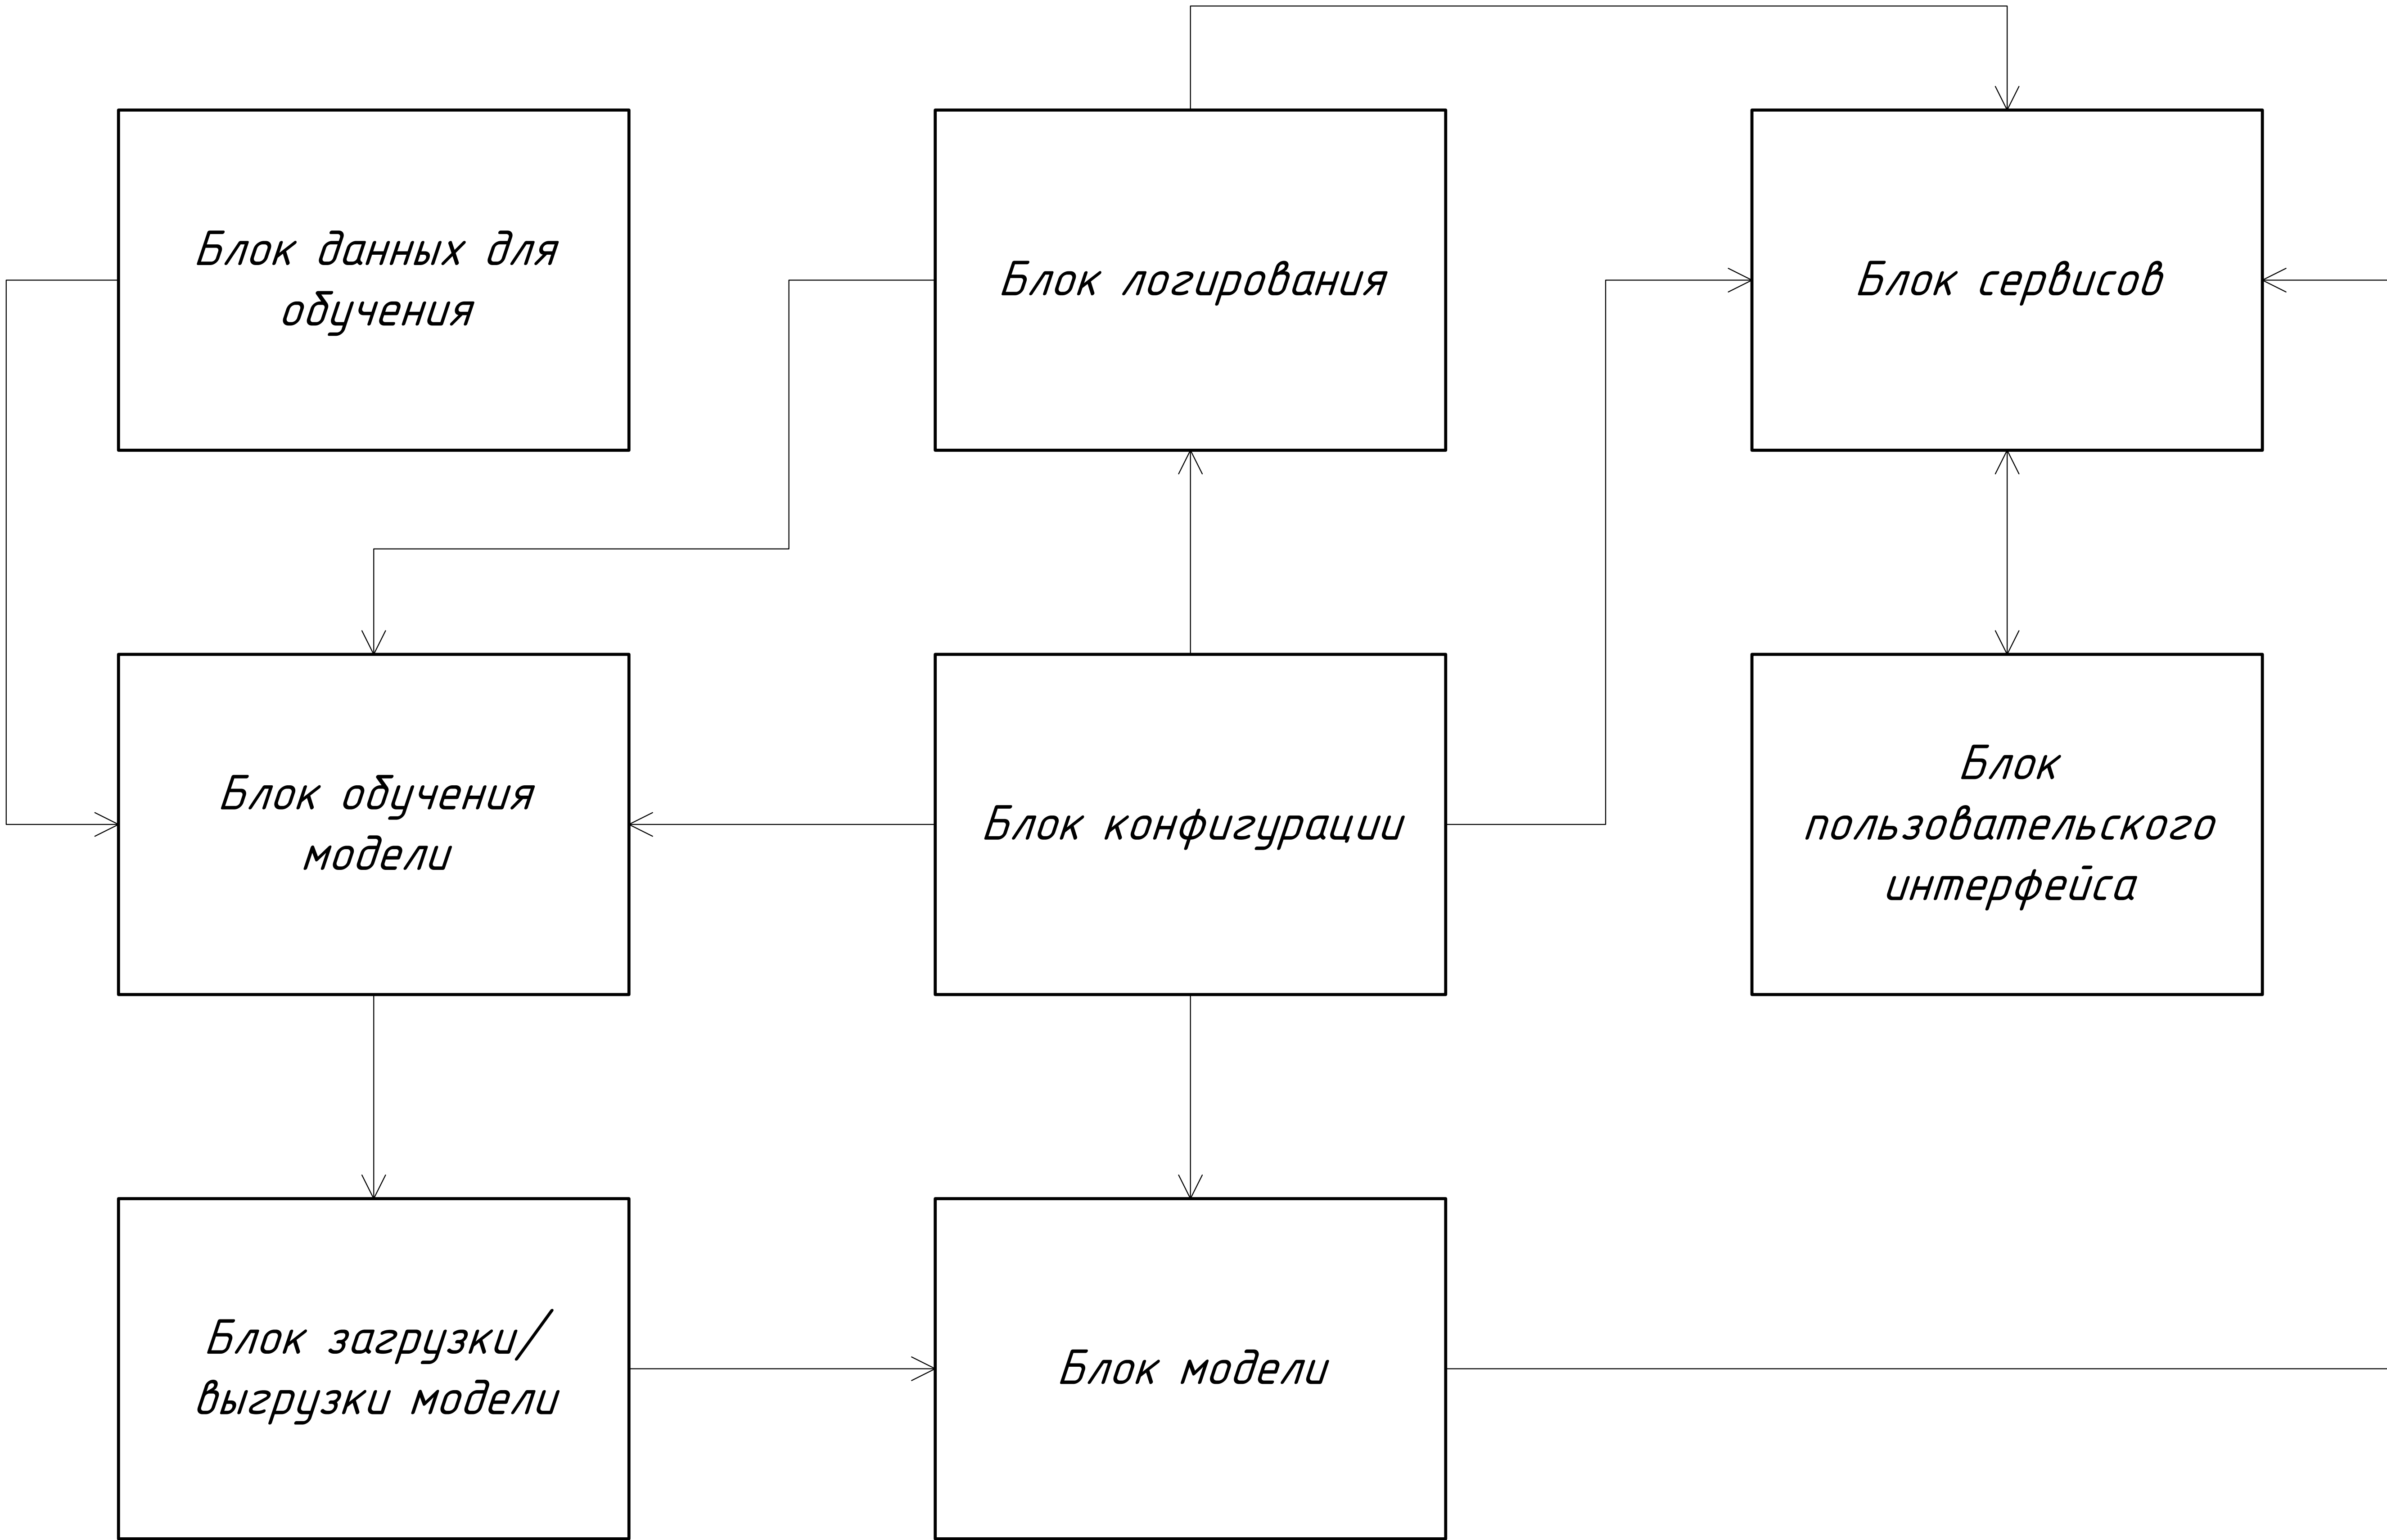 Блок данных для
обучения
Блок логирования
Блок сервисов
Блок обучения
модели
Блок конфигурации
Блок
пользовательского
интерфейса
Блок загрузки/
выгрузки модели
Блок модели